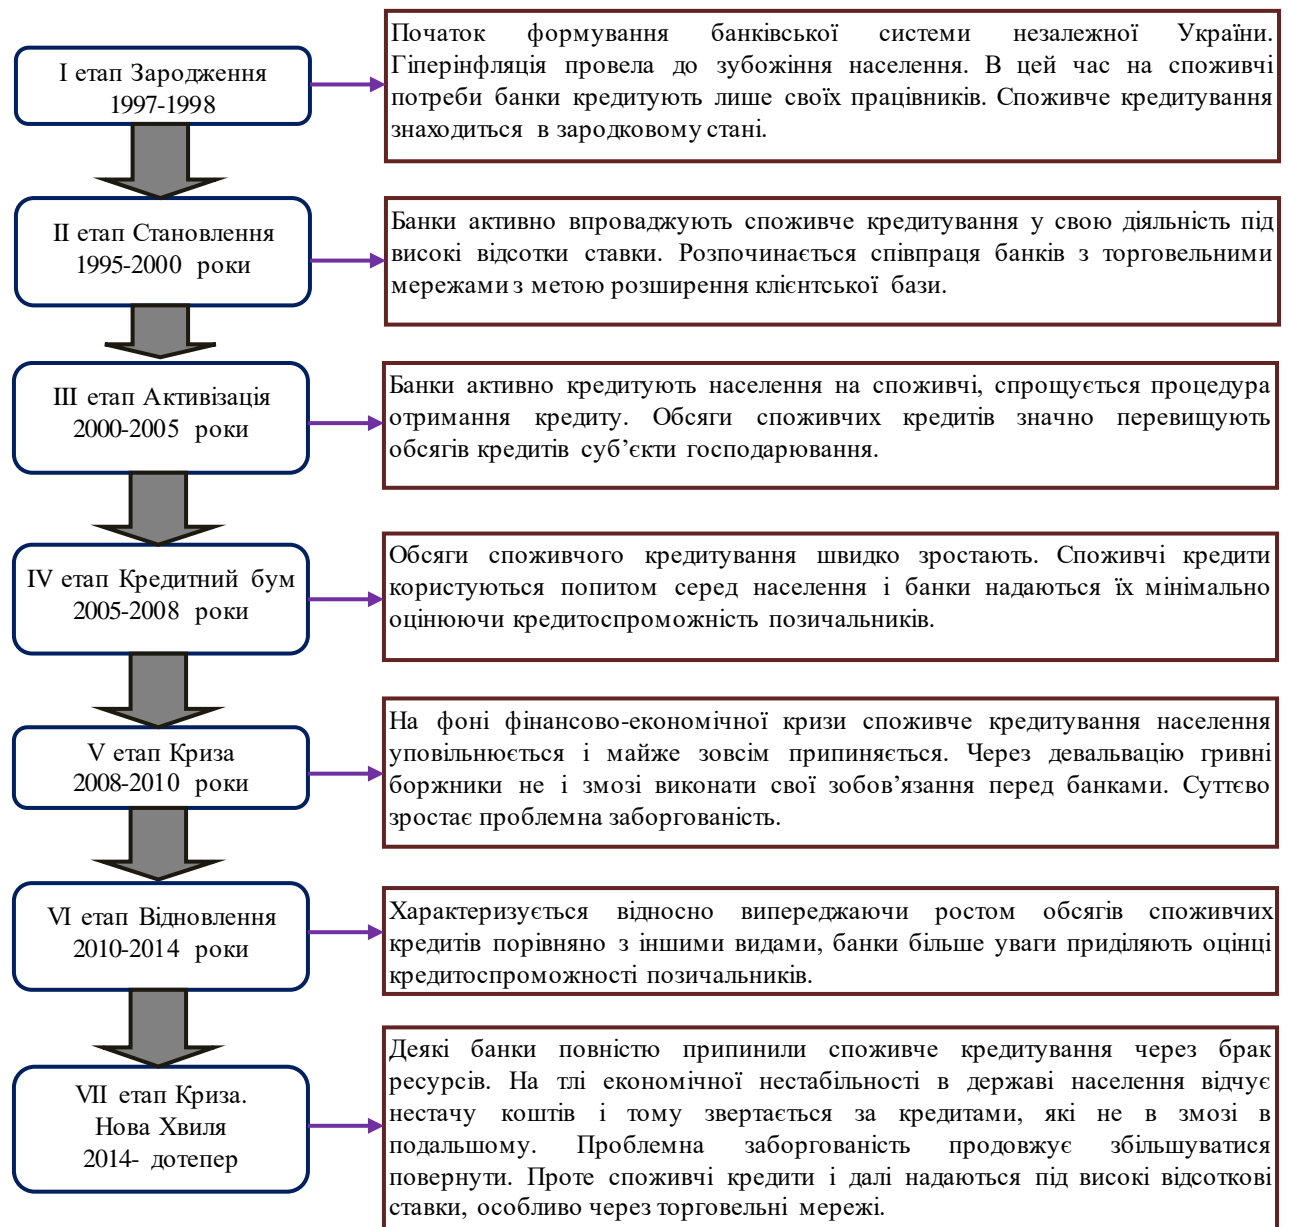 І етап Зародження
1997-1998
Початок формування банківської системи незалежної України.
Гіперінфляція провела до зубожіння населення. В цей час на споживчі
потреби банки кредитують лише своїх працівників. Споживче кредитування
знаходиться в зародковому стані.
ІІ етап Становлення
1995-2000 роки
Банки активно впроваджують споживче кредитування у свою діяльність під
високі відсотки ставки. Розпочинається співпраця банків з торговельними
мережами з метою розширення клієнтської бази.
ІІІ етап Активізація
2000-2005 роки
Банки активно кредитують населення на споживчі, спрощується процедура
отримання кредиту. Обсяги споживчих кредитів значно перевищують
обсягів кредитів суб’єкти господарювання.
IV етап Кредитний бум
2005-2008 роки
Обсяги споживчого кредитування швидко зростають. Споживчі кредити
користуються попитом серед населення і банки надаються їх мінімально
оцінюючи кредитоспроможність позичальників.
V етап Криза
2008-2010 роки
На фоні фінансово-економічної кризи споживче кредитування населення
уповільнюється і майже зовсім припиняється. Через девальвацію гривні
боржники не і змозі виконати свої зобов’язання перед банками. Суттєво
зростає проблемна заборгованість.
VI етап Відновлення
2010-2014 роки
Характеризується відносно випереджаючи ростом обсягів споживчих
кредитів порівняно з іншими видами, банки більше уваги приділяють оцінці
кредитоспроможності позичальників.
VII етап Криза.
Нова Хвиля
2014- дотепер
Деякі банки повністю припинили споживче кредитування через брак
ресурсів. На тлі економічної нестабільності в державі населення відчує
нестачу коштів і тому звертається за кредитами, які не в змозі в
подальшому. Проблемна заборгованість продовжує збільшуватися
повернути. Проте споживчі кредити і далі надаються під високі відсоткові
ставки, особливо через торговельні мережі.